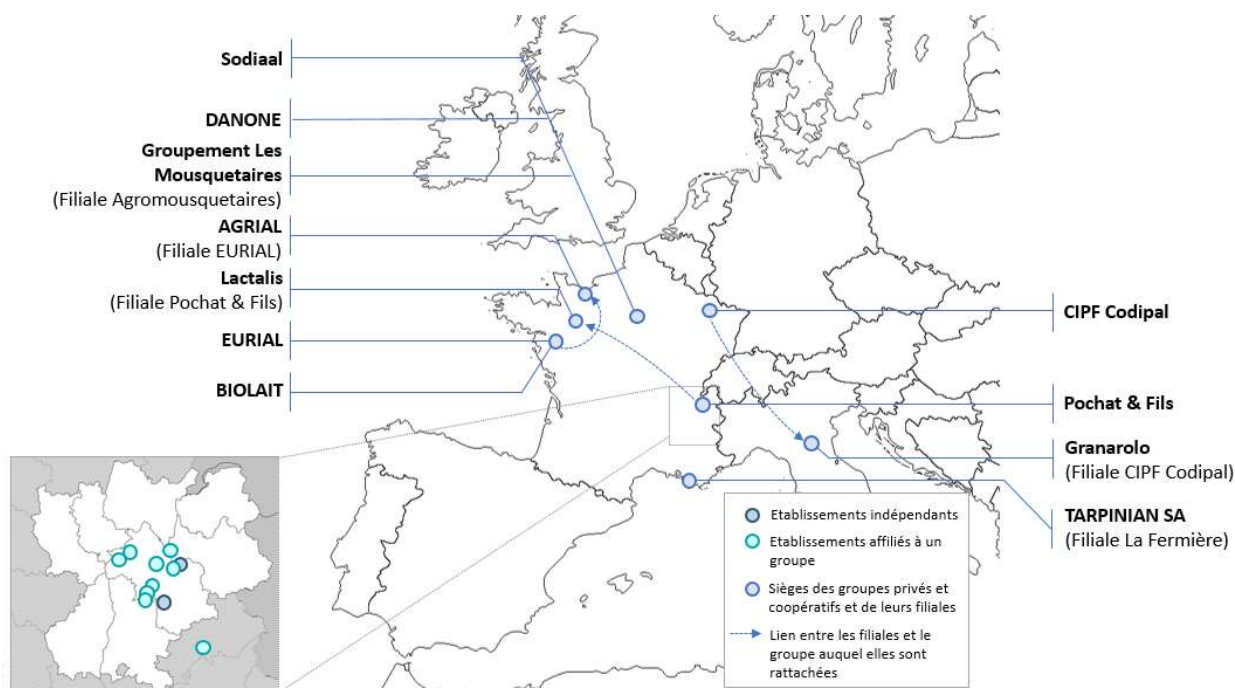 Sodiaal
DANONE
Groupement Les
Mousquetaires
(Filiale Agromousquetaires)
AGRIAL
(Filiale EURIAL)
Lactalis
(Filiale Pochat & Fils)
EURIAL
BIOLAIT
CIPF Codipal
Pochat & Fils
Granarolo
(Filiale CIPF Codipal)
TARPINIAN SA
(Filiale La Fermière)
Etablissements indépendants
Etablissements affiliés à un
groupe
Sièges des groupes privés et
coopératifs et de leurs filiales
Lien entre les filiales et le
groupe auquel elles sont
rattachées